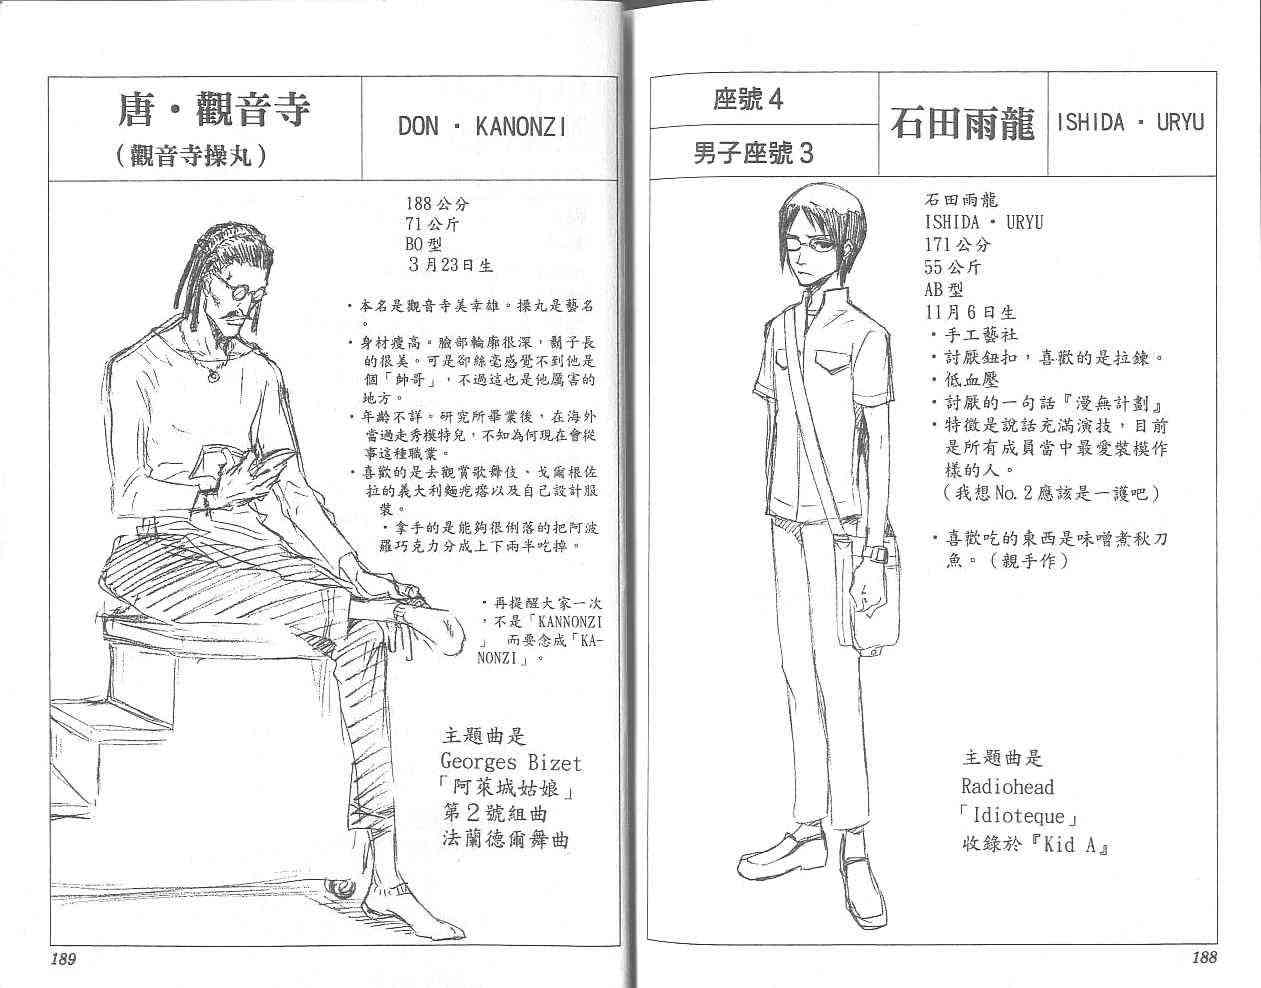 座號4
男子座號3
石田雨龍
ISHIDA・URYU
石田雨龍
ISHIDA・URYU
171公分
55公斤
AB型
11月6日生
・手工藝社
・討厭鈕扣，喜歡的是拉鍊。
・低血壓
・討厭的一句話『漫無計劃』
・特徵是說話充滿演技，目前
是所有成員當中最愛裝模作
樣的人。
（我想No.2應該是一護吧）
・喜歡吃的東西是味噌煮秋刀
魚。（親手作）
主題曲是
Radiohead
「Idioteque」
收錄於『Kid A』
188
唐・觀音寺
（觀音寺操丸）
DON・KANONZI
188公分
71公斤
BO型
3月23日生
・本名是觀音寺美幸雄。操丸是藝名
。
・身材瘦高。臉部輪廓很深，鬍子長
的很美。可是卻絲毫感覺不到他是
個「帥哥」，不過這也是他厲害的
地方。
・年齡不詳。研究所畢業後，在海外
當過走秀模特兒，不知為何現在會從
事這種職業。
・喜歡的是去觀賞歌舞伎、戈爾根佐
拉的義大利麵疙瘩以及自己設計服
裝。
・拿手的是能夠很俐落的把阿波
羅巧克力分成上下兩半吃掉。
・再提醒大家一次
，不是「KANNONZI
」 而要念成「KA-
NONZI」。
主題曲是
Georges Bizet
「阿萊城姑娘」
第2號組曲
法蘭德爾舞曲
189